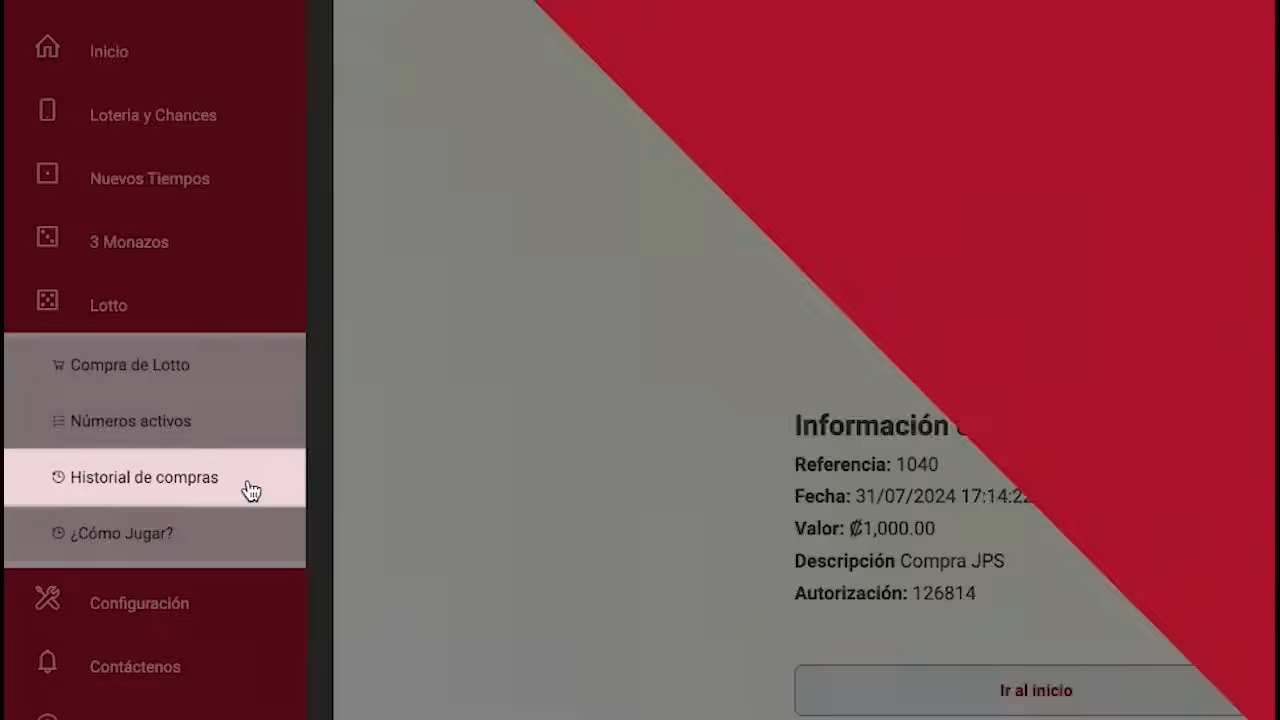 Inicio
Lotería y Chances
Nuevos Tiempos
3 Monazos
Lotto
Compra de Lotto
Números activos
Historial de compras
¿Cómo Jugar?
Configuración
Contáctenos
Información
Referencia: 1040
Fecha: 31/07/2024 17:14:22
Valor: ₡1,000.00
Descripción Compra JPS
Autorización: 126814
Ir al inicio